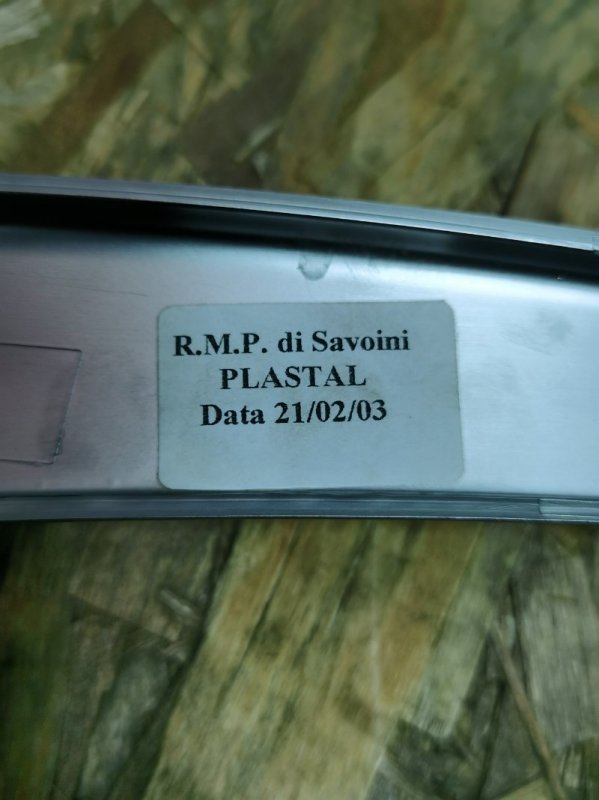 R.M.P. di Savoini
PLASTAL
Data 21/02/03